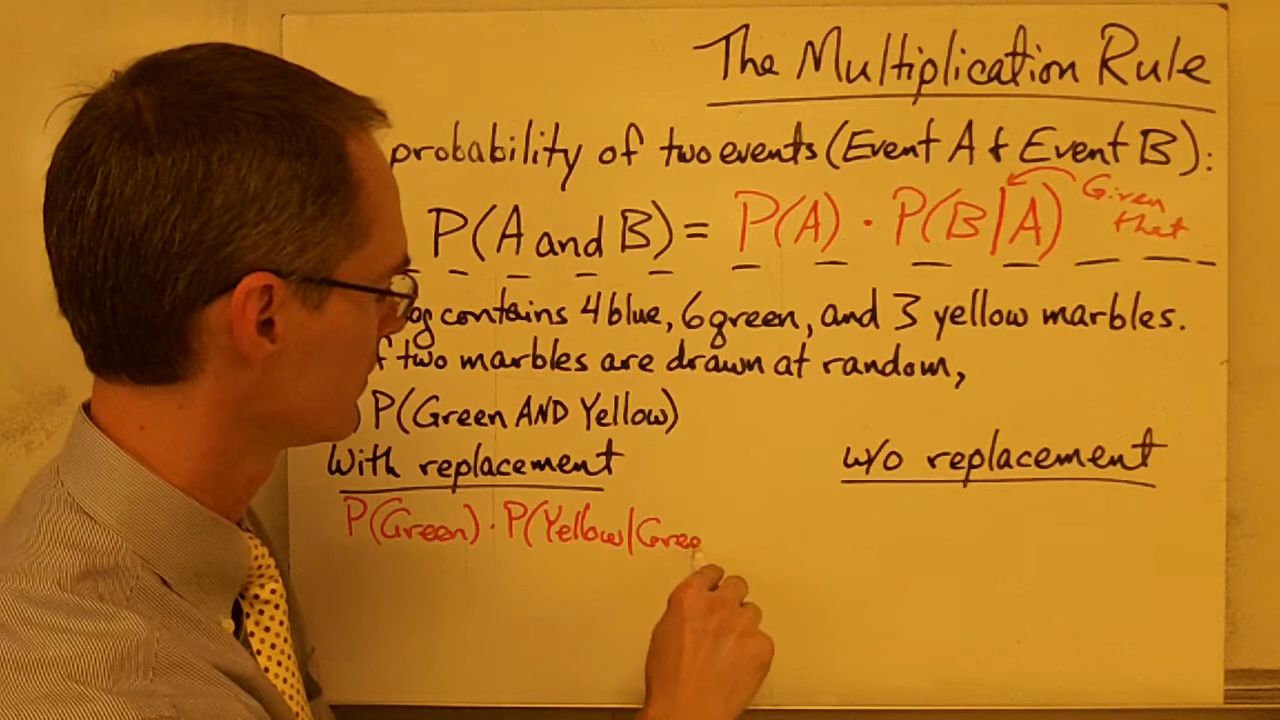 The Multiplication Rule
probability of two events (Event A & Event B):
P(A and B) = P(A) · P(B|A) Given that
contains 4 blue, 6 green, and 3 yellow marbles.
two marbles are drawn at random,
P(Green AND Yellow)
With replacement
w/o replacement
P(Green) · P(Yellow|Gree